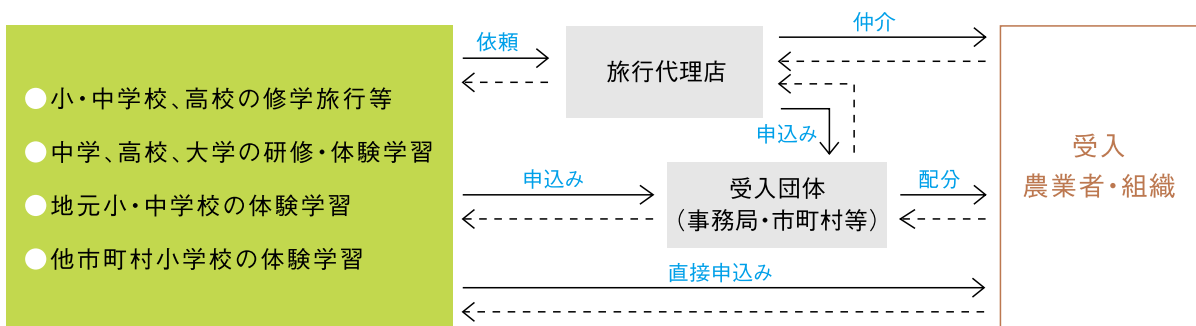 ●小・中学校、高校の修学旅行等
●中学、高校、大学の研修・体験学習
●地元小・中学校の体験学習
●他市町村小学校の体験学習
依頼
旅行代理店
仲介
申込み
申込み
受入団体
（事務局・市町村等）
配分
直接申込み
受入
農業者・組織